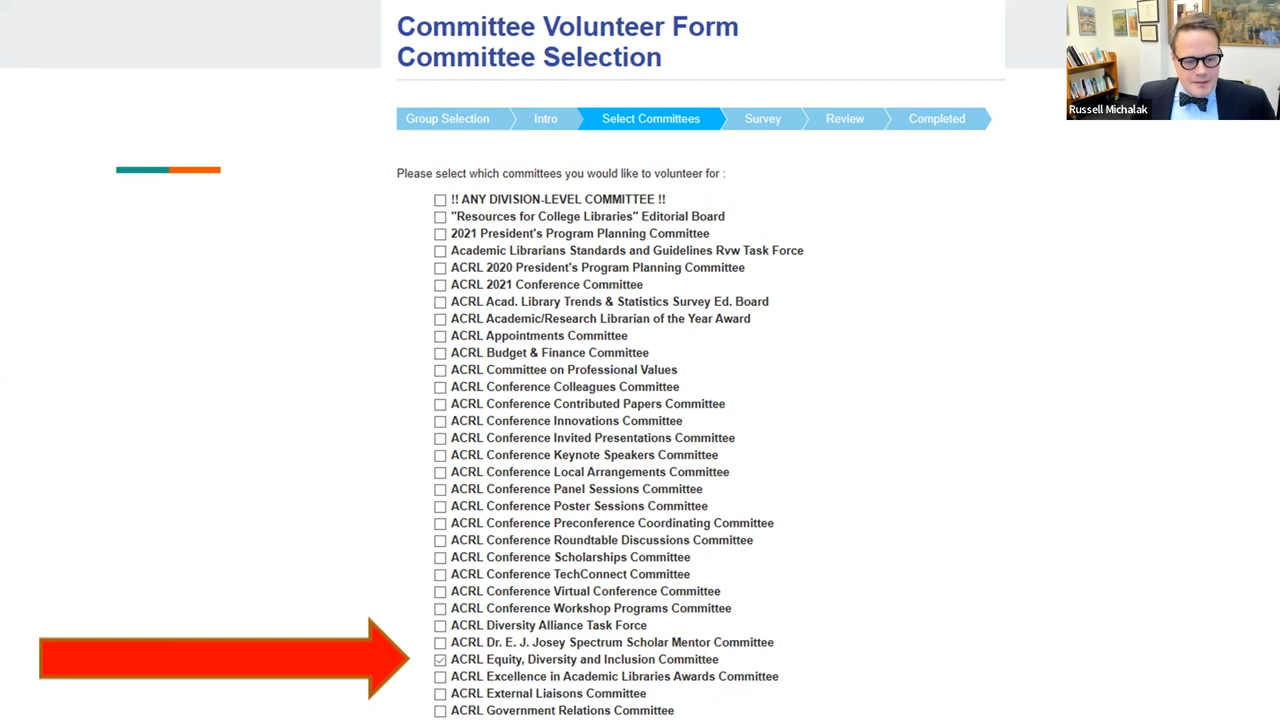 Committee Volunteer Form
Committee Selection
Group Selection
Intro
Select Committees
Survey
Review
Completed
Please select which committees you would like to volunteer for :
!! ANY DIVISION-LEVEL COMMITTEE !!
"Resources for College Libraries" Editorial Board
2021 President's Program Planning Committee
Academic Librarians Standards and Guidelines Rvw Task Force
ACRL 2020 President's Program Planning Committee
ACRL 2021 Conference Committee
ACRL Acad. Library Trends & Statistics Survey Ed. Board
ACRL Academic/Research Librarian of the Year Award
ACRL Appointments Committee
ACRL Budget & Finance Committee
ACRL Committee on Professional Values
ACRL Conference Colleagues Committee
ACRL Conference Contributed Papers Committee
ACRL Conference Innovations Committee
ACRL Conference Invited Presentations Committee
ACRL Conference Keynote Speakers Committee
ACRL Conference Local Arrangements Committee
ACRL Conference Panel Sessions Committee
ACRL Conference Poster Sessions Committee
ACRL Conference Preconference Coordinating Committee
ACRL Conference Roundtable Discussions Committee
ACRL Conference Scholarships Committee
ACRL Conference TechConnect Committee
ACRL Conference Virtual Conference Committee
ACRL Conference Workshop Programs Committee
ACRL Diversity Alliance Task Force
ACRL Dr. E. J. Josey Spectrum Scholar Mentor Committee
ACRL Equity, Diversity and Inclusion Committee
ACRL Excellence in Academic Libraries Awards Committee
ACRL External Liaisons Committee
ACRL Government Relations Committee
Russell Michalak